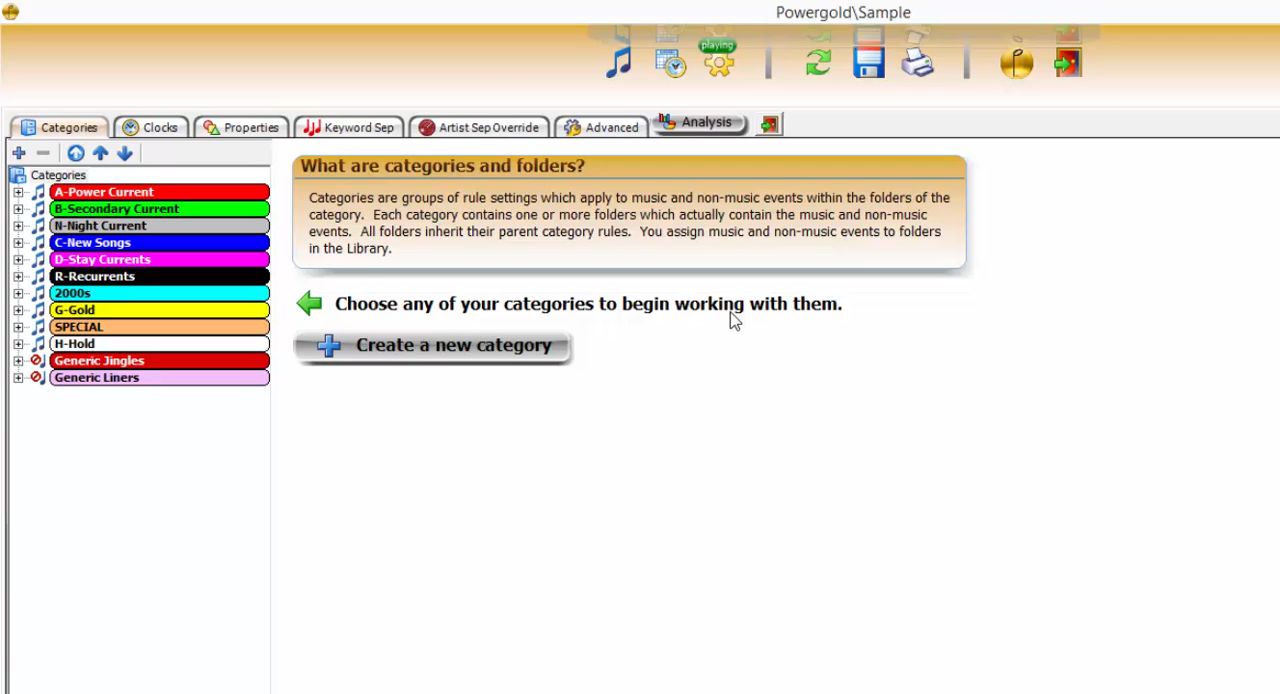 Powergold\Sample
playing
Categories
Clocks
Properties
Keyword Sep
Artist Sep Override
Advanced
Analysis
Categories
A-Power Current
B-Secondary Current
N-Night Current
C-New Songs
D-Stay Currents
R-Recurrents
2000s
G-Gold
SPECIAL
H-Hold
Generic Jingles
Generic Liners
What are categories and folders?
Categories are groups of rule settings which apply to music and non-music events within the folders of the
category. Each category contains one or more folders which actually contain the music and non-music
events. All folders inherit their parent category rules. You assign music and non-music events to folders
in the Library.
Choose any of your categories to begin working with them.
Create a new category